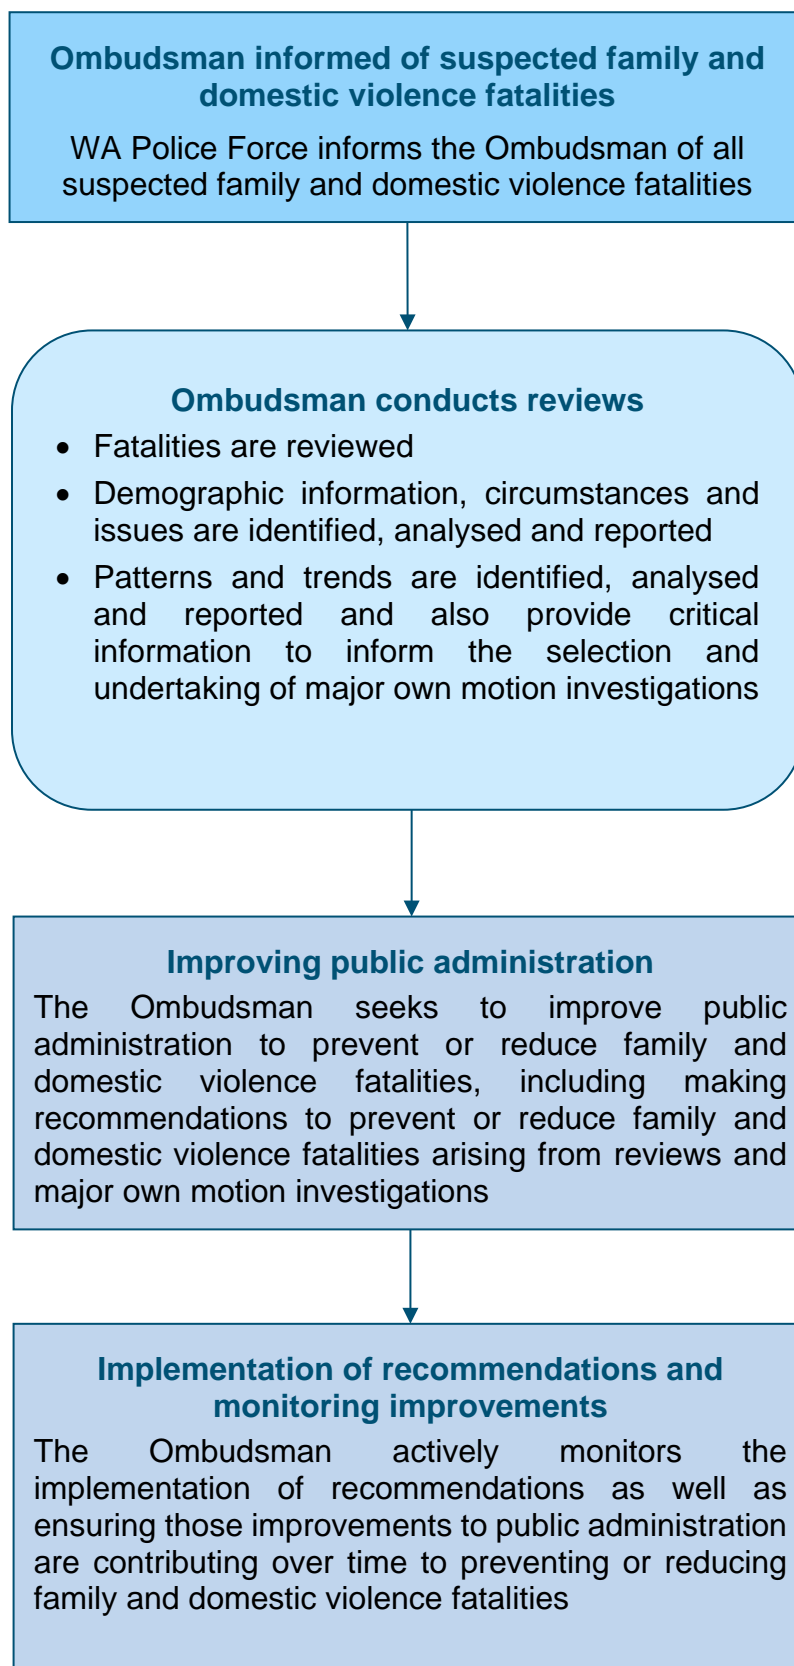 Ombudsman informed of suspected family and
domestic violence fatalities
WA Police Force informs the Ombudsman of all
suspected family and domestic violence fatalities
Ombudsman conducts reviews
• Fatalities are reviewed
• Demographic information, circumstances and
issues are identified, analysed and reported
• Patterns and trends are identified, analysed
and reported and also provide critical
information to inform the selection and
undertaking of major own motion investigations
Improving public administration
The Ombudsman seeks to improve public
administration to prevent or reduce family and
domestic violence fatalities, including making
recommendations to prevent or reduce family and
domestic violence fatalities arising from reviews and
major own motion investigations
Implementation of recommendations and
monitoring improvements
The Ombudsman actively monitors the
implementation of recommendations as well as
ensuring those improvements to public administration
are contributing over time to preventing or reducing
family and domestic violence fatalities